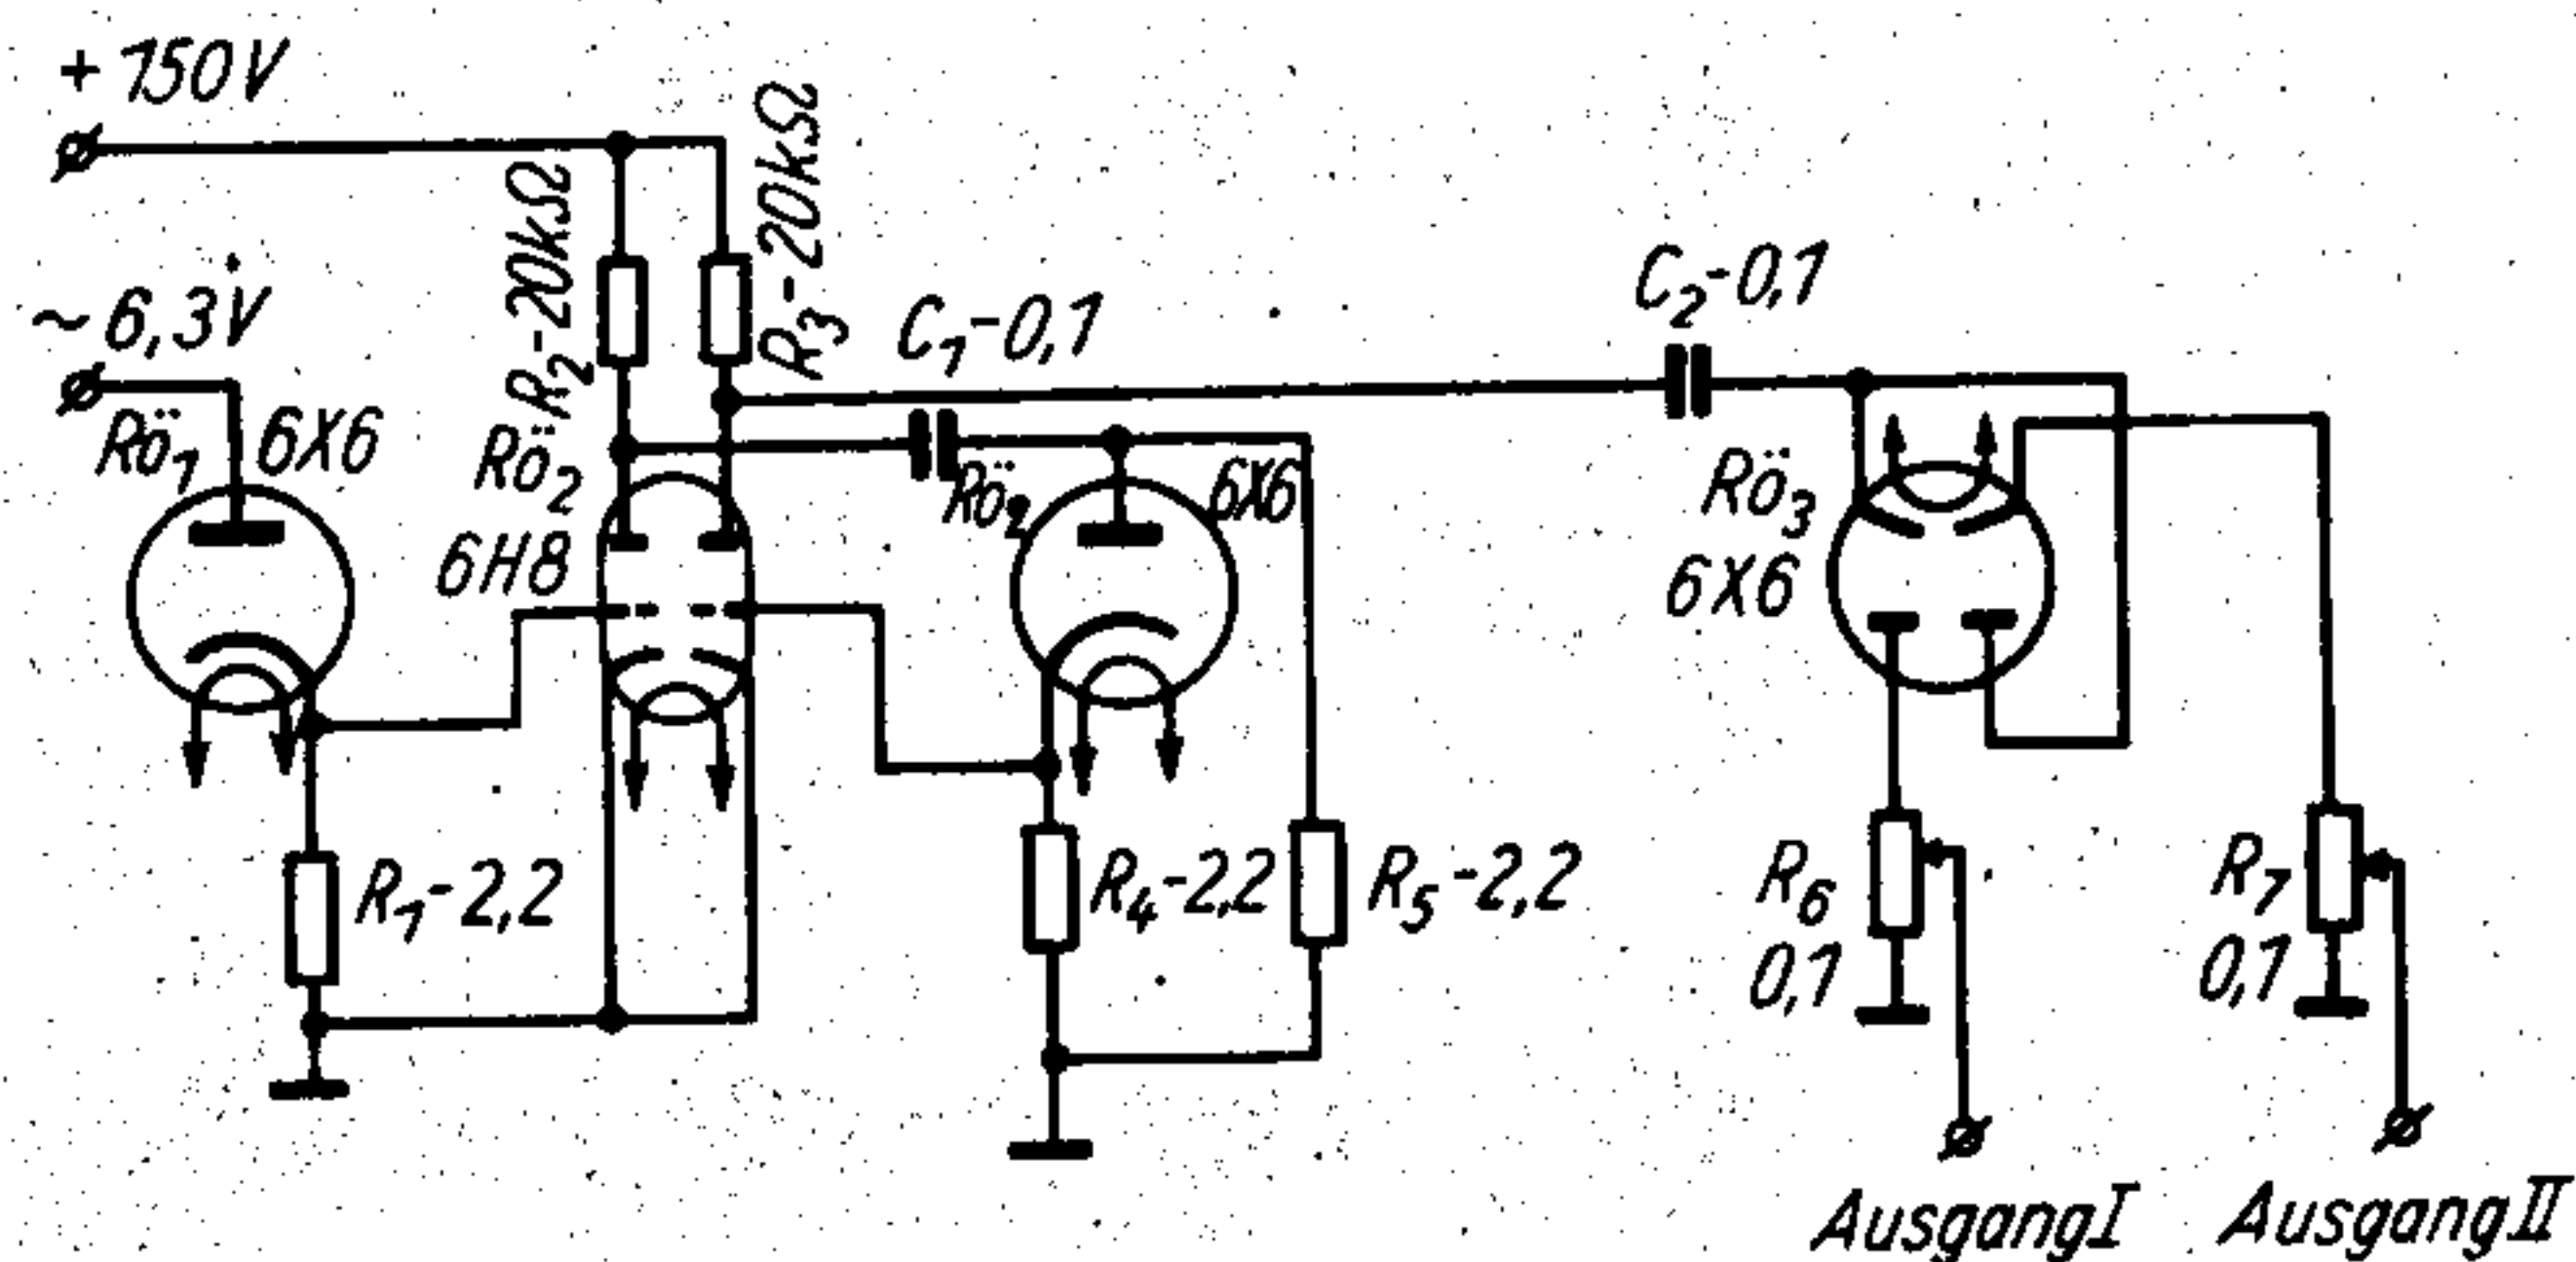 + 150V
~ 6,3V
Rö1 6X6
R2-20kΩ
R3-20kΩ
Rö2
6H8
C1-0,1
Rö2 6X6
C2-0,1
Rö3
6X6
R1-2,2
R4-2,2
R5-2,2
R6
0,1
R7
0,1
Ausgang I
Ausgang II